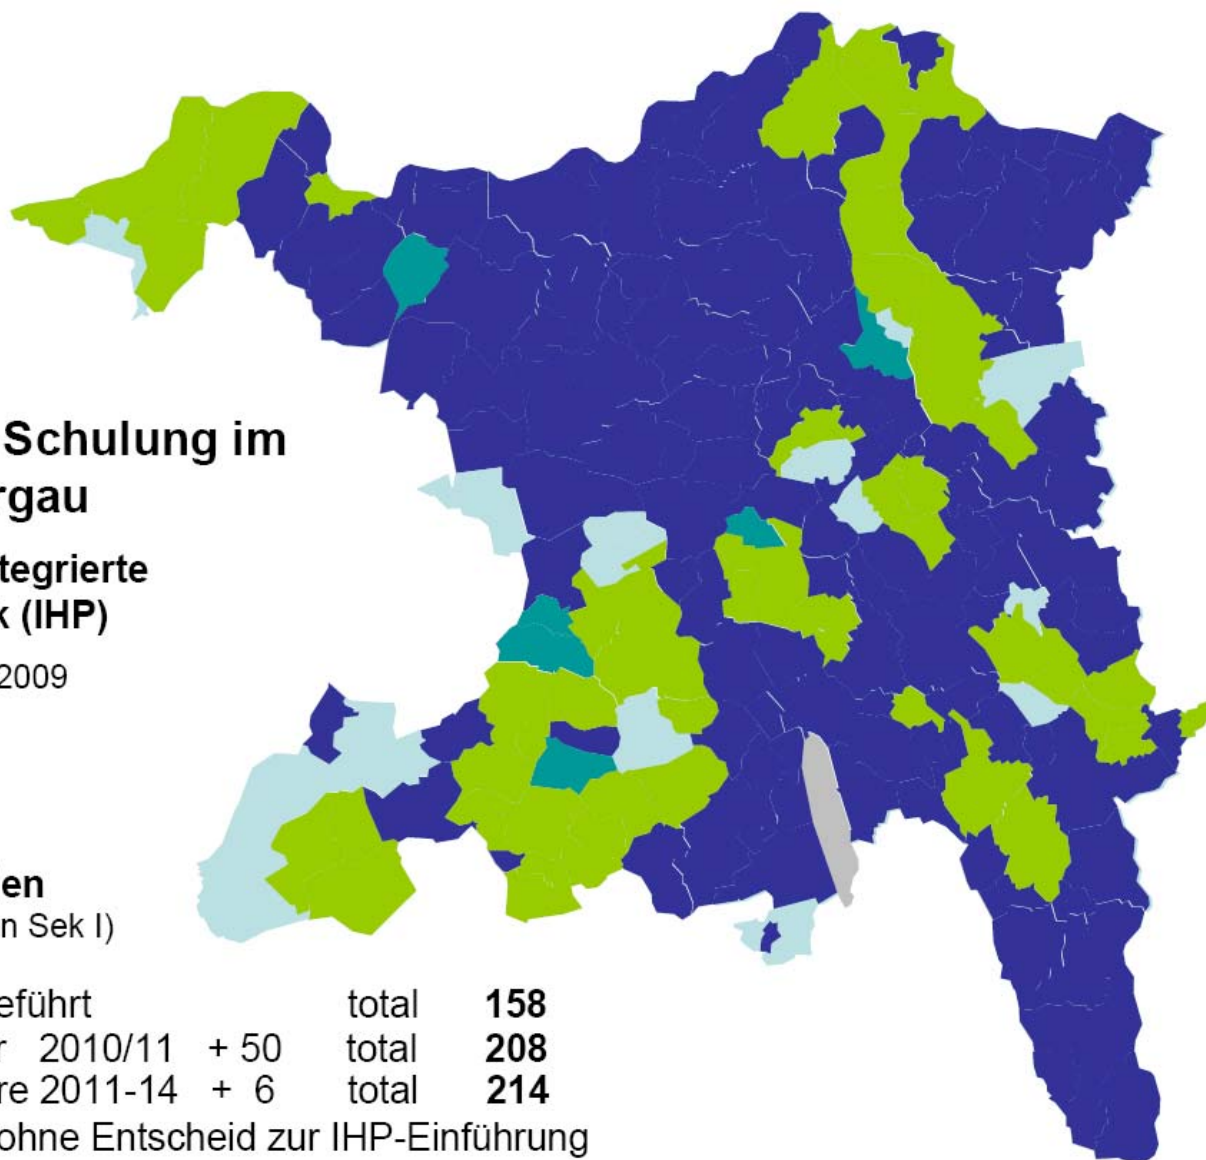 Schulung im
rgau
tegrierte
k (IHP)
2009
en
n Sek I)
eführt total 158
r 2010/11 + 50 total 208
re 2011-14 + 6 total 214
ohne Entscheid zur IHP-Einführung